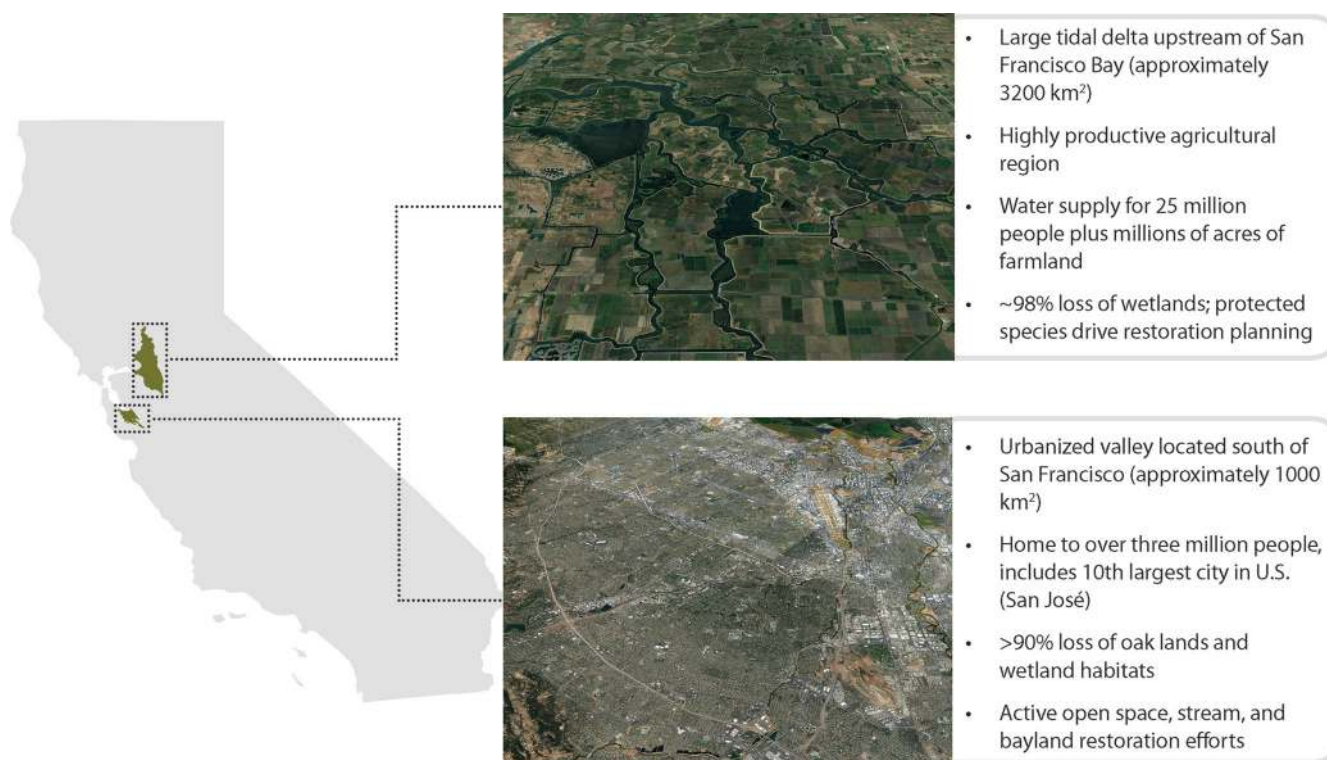 • Large tidal delta upstream of San
Francisco Bay (approximately
3200 km²)
• Highly productive agricultural
region
• Water supply for 25 million
people plus millions of acres of
farmland
• ~98% loss of wetlands; protected
species drive restoration planning
• Urbanized valley located south of
San Francisco (approximately 1000
km²)
• Home to over three million people,
includes 10th largest city in U.S.
(San José)
• >90% loss of oak lands and
wetland habitats
• Active open space, stream, and
bayland restoration efforts